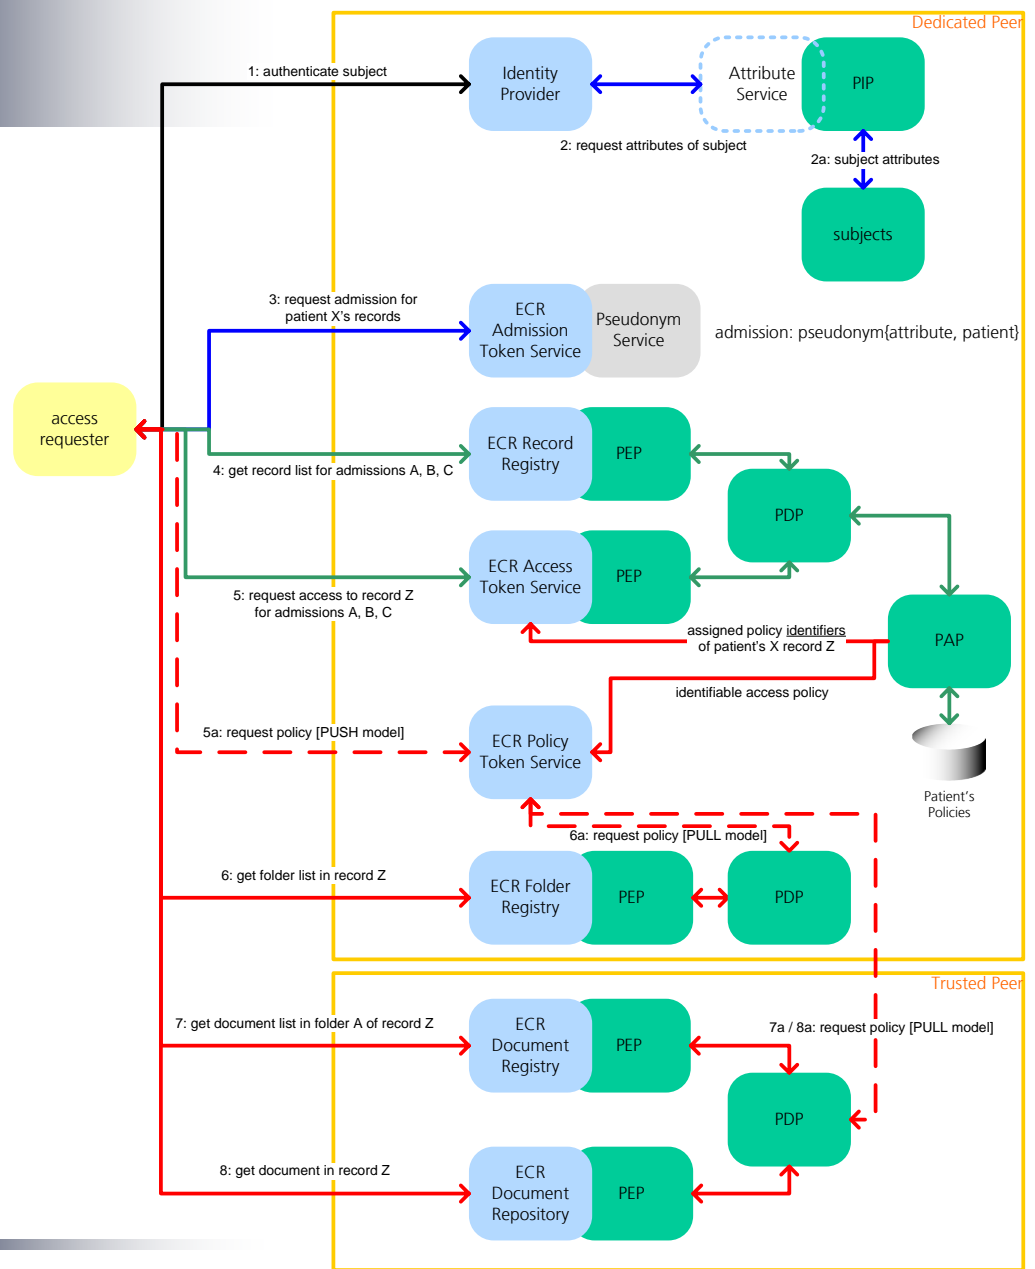 Dedicated Peer
1: authenticate subject
Identity
Provider
Attribute
Service
PIP
2: request attributes of subject
2a: subject attributes
subjects
3: request admission for
patient X's records
ECR
Admission
Token Service
Pseudonym
Service
admission: pseudonym{attribute, patient}
access
requester
ECR Record
Registry
PEP
4: get record list for admissions A, B, C
PDP
ECR Access
Token Service
PEP
5: request access to record Z
for admissions A, B, C
assigned policy identifiers
of patient's X record Z
PAP
identifiable access policy
5a: request policy [PUSH model]
ECR Policy
Token Service
Patient's
Policies
6a: request policy [PULL model]
6: get folder list in record Z
ECR Folder
Registry
PEP
PDP
Trusted Peer
7: get document list in folder A of record Z
ECR
Document
Registry
PEP
7a / 8a: request policy [PULL model]
PDP
8: get document in record Z
ECR
Document
Repository
PEP